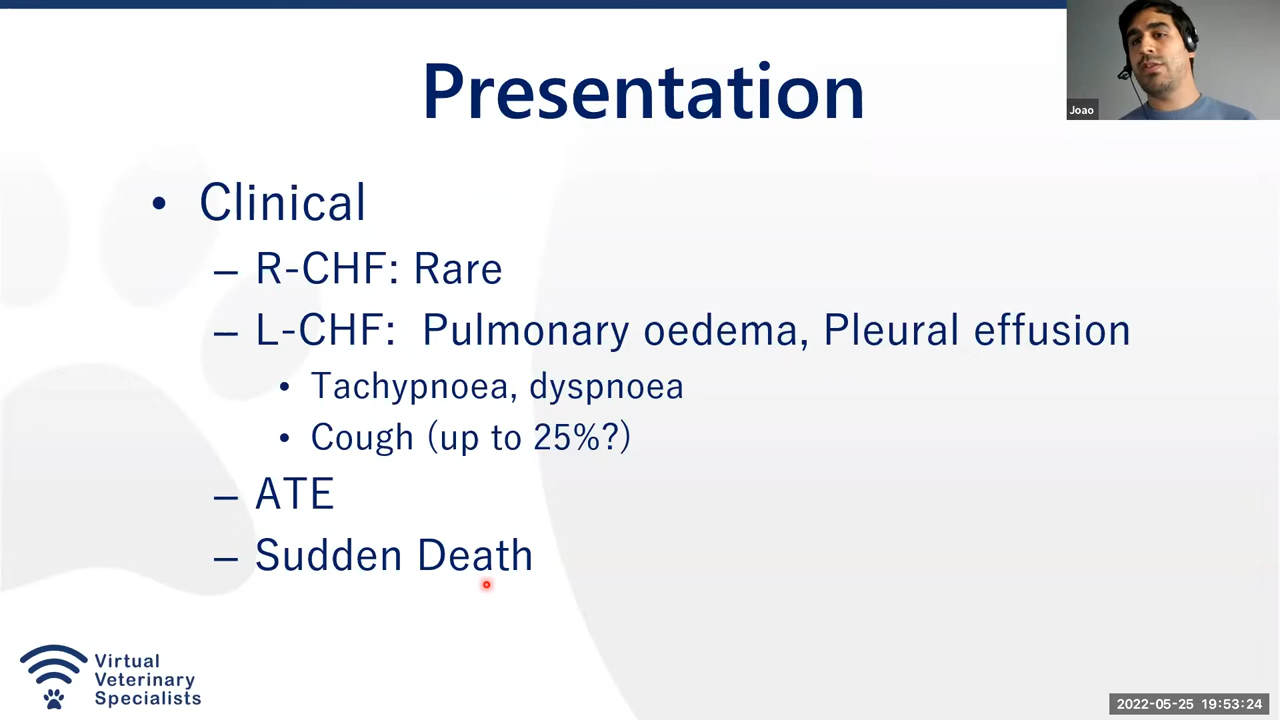 Presentation
Joao
• Clinical
– R-CHF: Rare
– L-CHF: Pulmonary oedema, Pleural effusion
• Tachypnoea, dyspnoea
• Cough (up to 25%?)
– ATE
– Sudden Death
Virtual
Veterinary
Specialists
2022-05-25 19:53:24